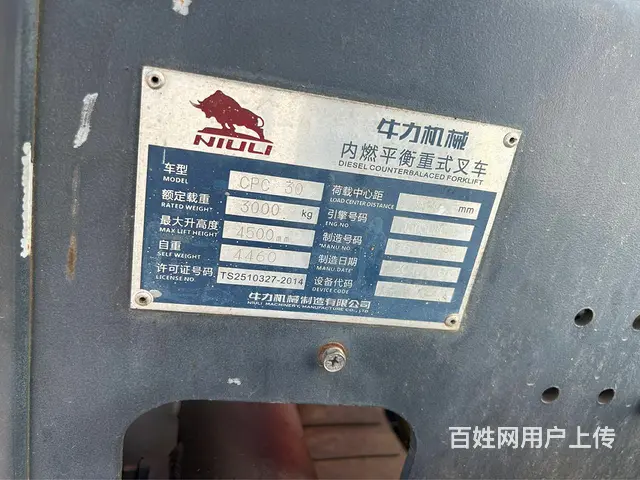 NIULI
牛力机械
内燃平衡重式叉车
DIESEL COUNTERBALACED FORKLIFT
车型 CPC 30
MODEL
荷载中心距 mm
LOAD CENTER DISTANCE
额定载重 3000 kg
RATED WEIGHT
引擎号码
ENG NO
最大升高度 4500
MAX LIFT HEIGHT
制造号码
MANU NO
自重 4460
SELF WEIGHT
制造日期
MANU DATE
许可证号码 TS2510327-2014
LICENSE NO
设备代码
DEVICE CODE
牛力机械制造有限公司
NIULI MACHINERY MANUFACTURE CO., LTD
百姓网用户上传